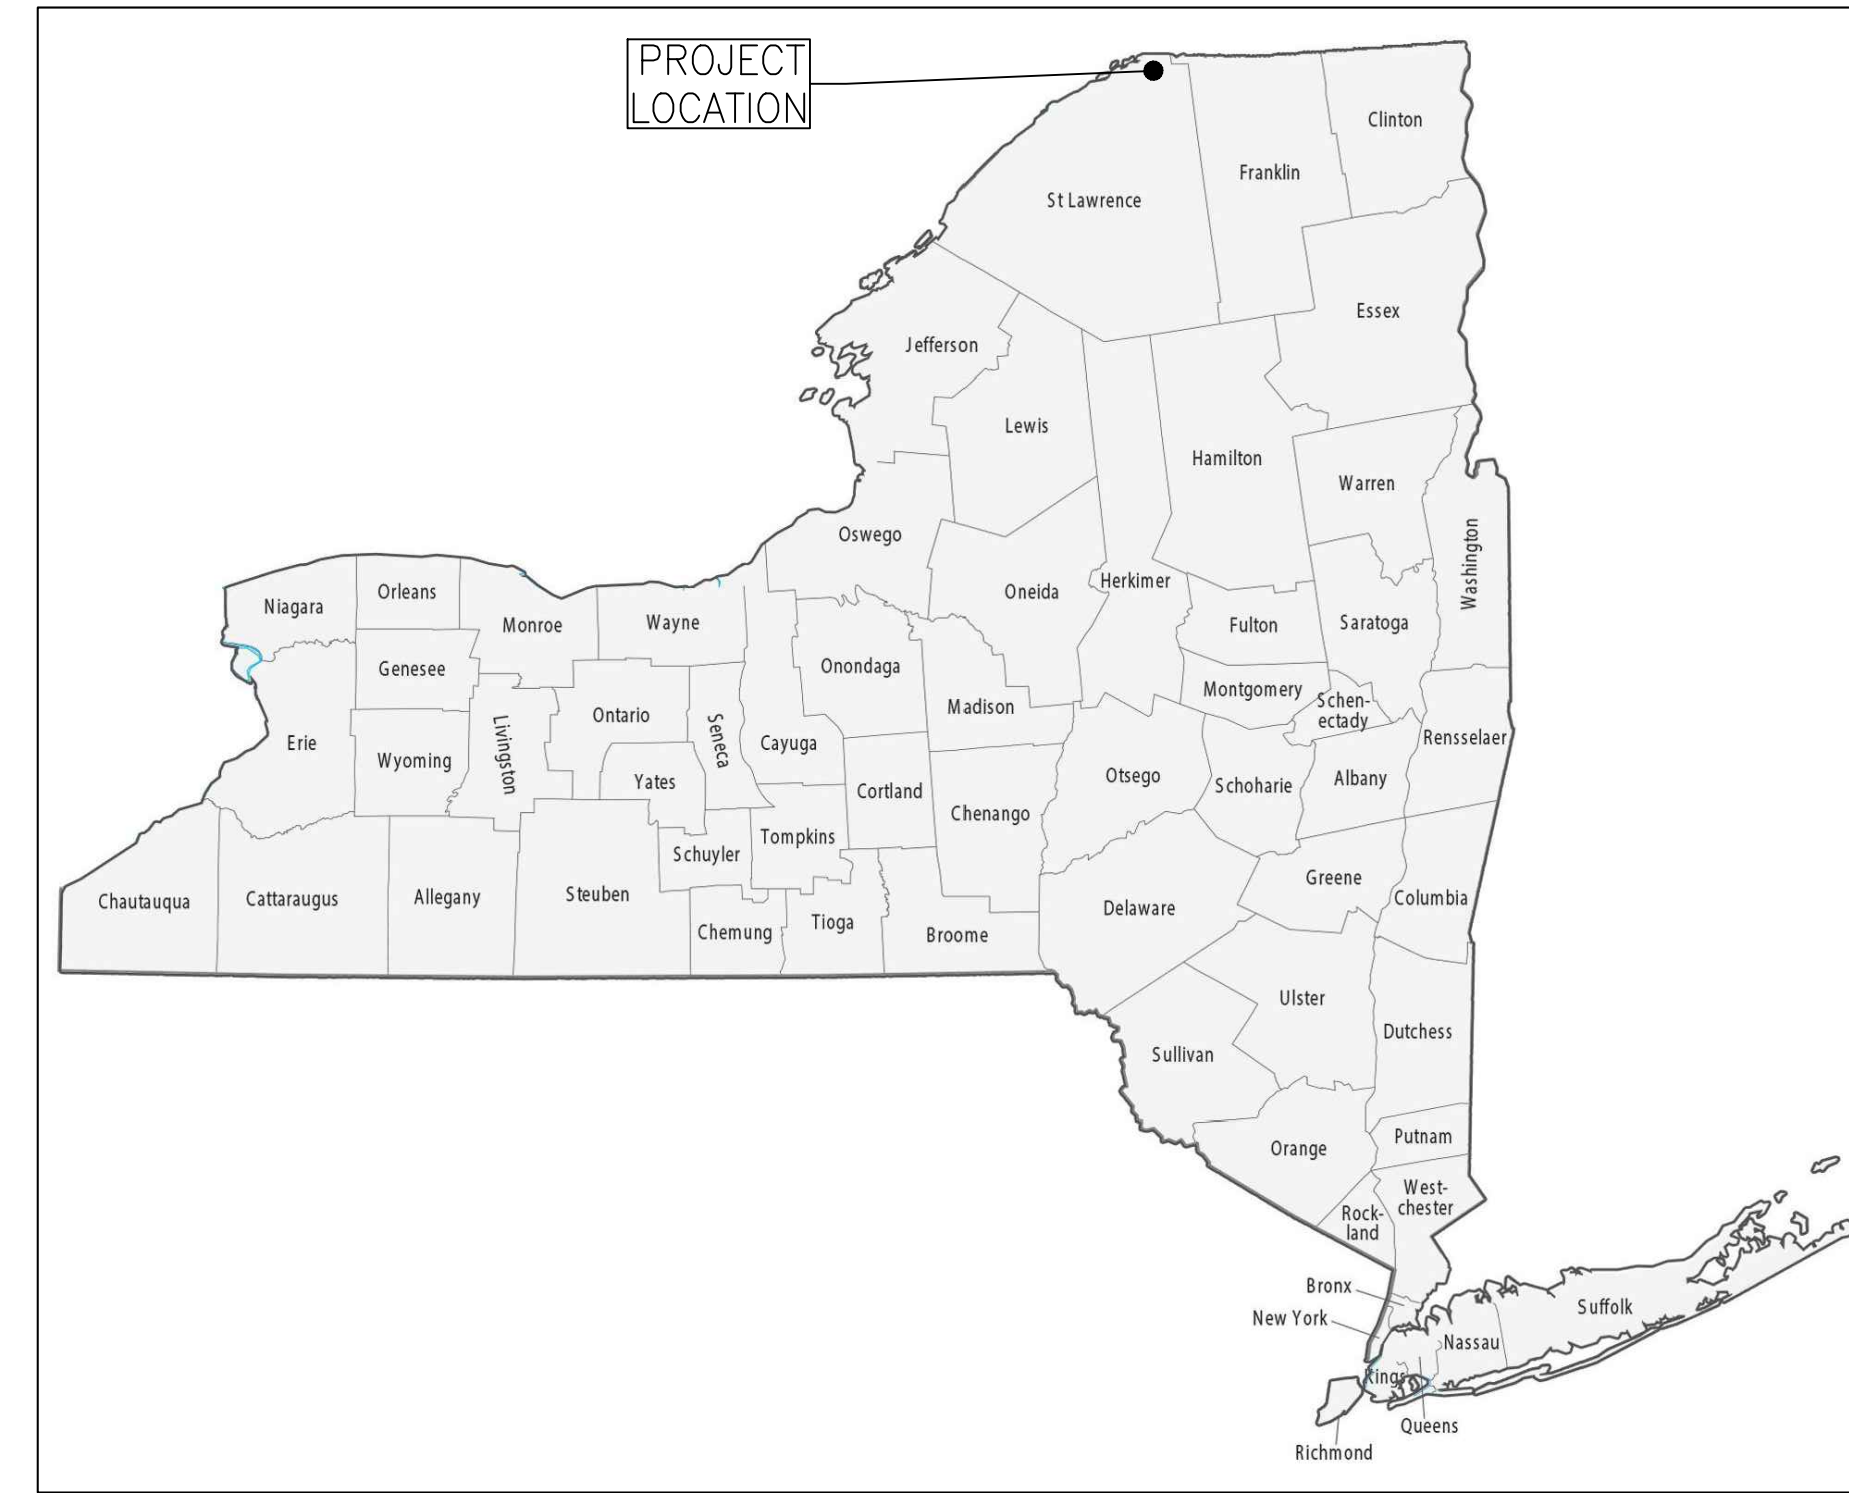 PROJECT
LOCATION
Clinton
Franklin
St Lawrence
Essex
Jefferson
Lewis
Hamilton
Warren
Washington
Oswego
Oneida
Herkimer
Fulton
Saratoga
Niagara
Orleans
Monroe
Wayne
Genesee
Onondaga
Montgomery
Schen-
ectady
Madison
Ontario
Seneca
Livingston
Cayuga
Rensselaer
Erie
Wyoming
Yates
Cortland
Otsego
Schoharie
Albany
Chenango
Tompkins
Schuyler
Greene
Columbia
Chautauqua
Cattaraugus
Allegany
Steuben
Chemung
Tioga
Broome
Delaware
Ulster
Dutchess
Sullivan
Orange
Putnam
West-
chester
Rock-
land
Bronx
New York
Suffolk
Nassau
Kings
Queens
Richmond